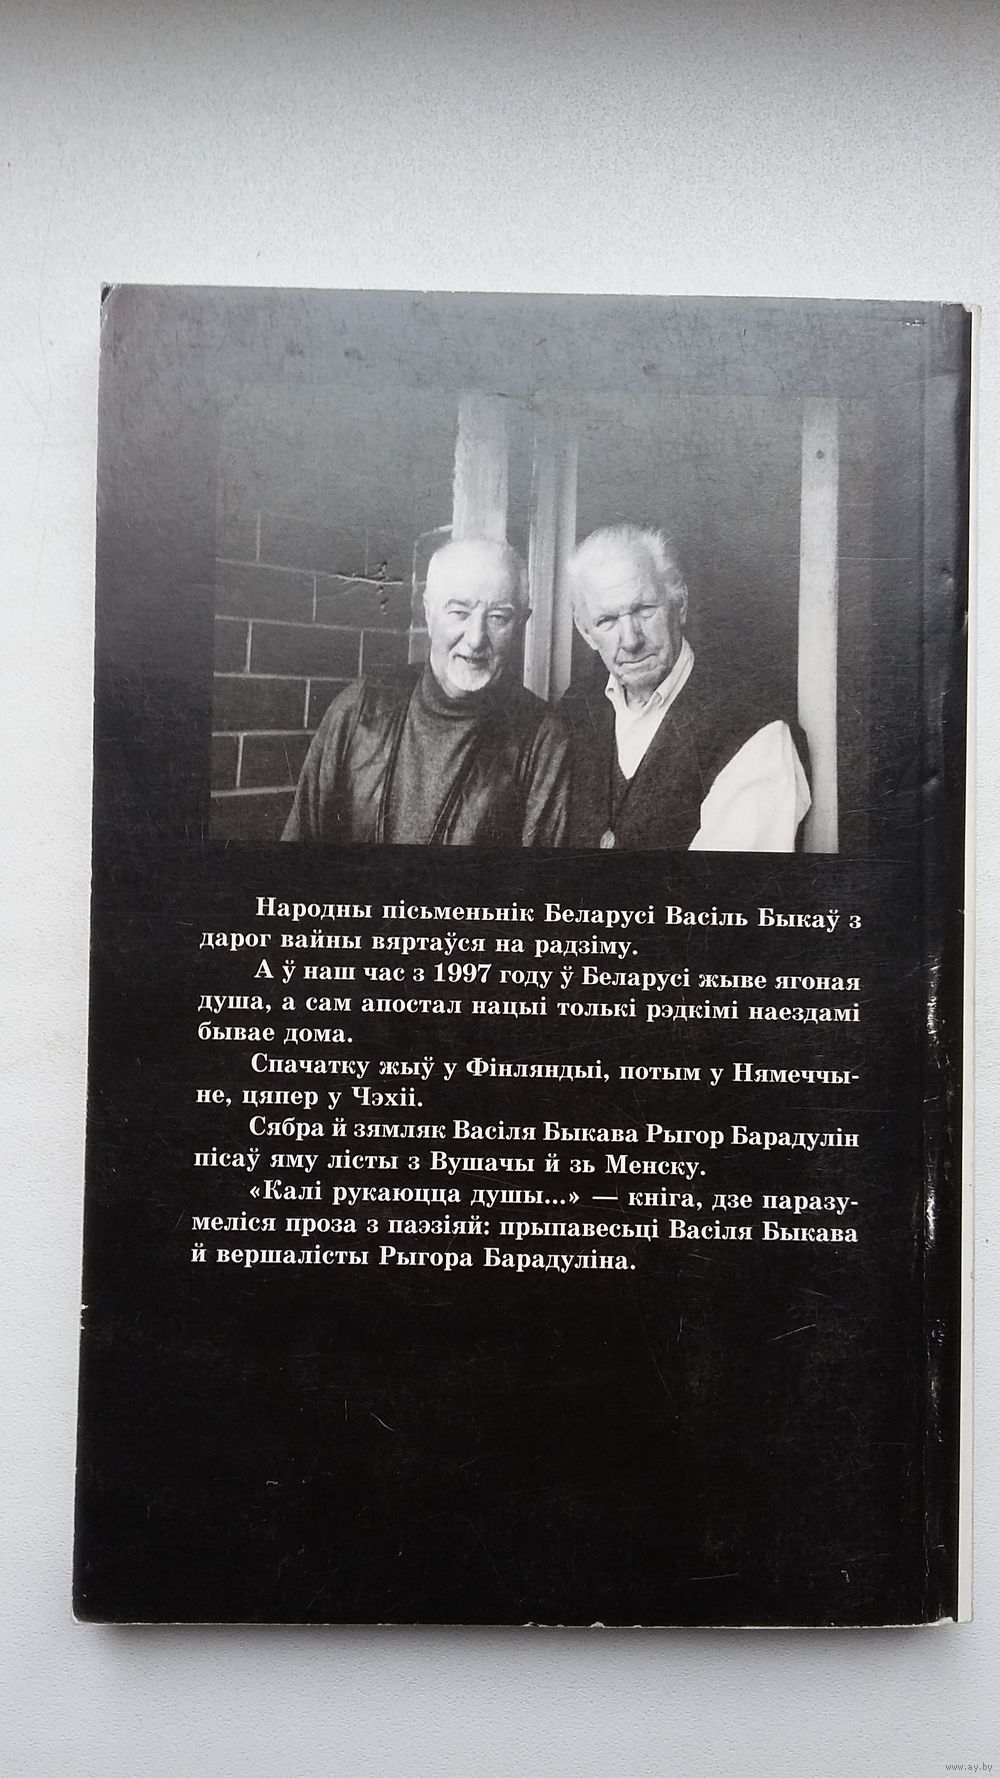 Народны пісьменьнік Беларусі Васіль Быкаў з
дарог вайны вяртаўся на радзіму.
А ў наш час з 1997 году ў Беларусі жыве ягоная
душа, а сам апостал нацыі толькі рэдкімі наездамі
бывае дома.
Спачатку жыў у Фінляндыі, потым у Нямеччы-
не, цяпер у Чэхіі.
Сябра й зямляк Васіля Быкава Рыгор Барадулін
пісаў яму лісты з Вушачы й зь Менску.
«Калі рукаюцца душы...» — кніга, дзе паразу-
меліся проза з паэзіяй: прыпавесьці Васіля Быкава
й вершалісты Рыгора Барадуліна.
www.ay.by